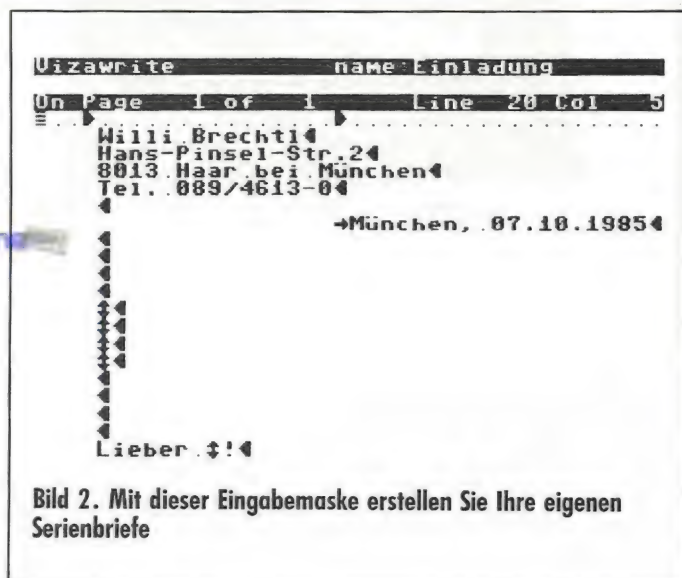 Vizawrite name:Einladung
On Page 1 of 1 Line 20 Col 5
Willi.Brechtl
Hans-Pinsel-Str.2
8013.Haar.bei.München
Tel..089/4613-0
→München,.07.10.1985
↕
↕
↕
↕
Lieber.↕!
Bild 2. Mit dieser Eingabemaske erstellen Sie Ihre eigenen
Serienbriefe